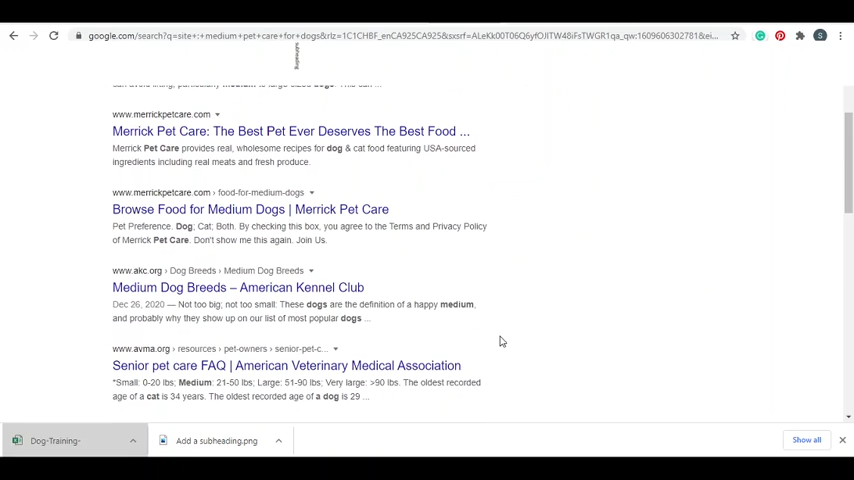 google.com/search?q=site+:+medium+pet+care+for+dogs&rlz=1C1CHBF_enCA925CA925&sxsrf=ALeKk00T06Q6yfOJITW48iFsTWGR1qa_qw:1609606302781&ei...
S
subheading
can avoid lifting, particularly medium to large-sized dogs. This can ...
www.merrickpetcare.com
Merrick Pet Care: The Best Pet Ever Deserves The Best Food ...
Merrick Pet Care provides real, wholesome recipes for dog & cat food featuring USA-sourced
ingredients including real meats and fresh produce.
www.merrickpetcare.com › food-for-medium-dogs
Browse Food for Medium Dogs | Merrick Pet Care
Pet Preference. Dog; Cat; Both. By checking this box, you agree to the Terms and Privacy Policy
of Merrick Pet Care. Don't show me this again. Join Us.
www.akc.org › Dog Breeds › Medium Dog Breeds
Medium Dog Breeds – American Kennel Club
Dec 26, 2020 — Not too big; not too small: These dogs are the definition of a happy medium,
and probably why they show up on our list of most popular dogs ...
www.avma.org › resources › pet-owners › senior-pet-c...
Senior pet care FAQ | American Veterinary Medical Association
*Small: 0-20 lbs; Medium: 21-50 lbs; Large: 51-90 lbs; Very large: >90 lbs. The oldest recorded
age of a cat is 34 years. The oldest recorded age of a dog is 29 ...
Dog-Training-
Add a subheading.png
Show all